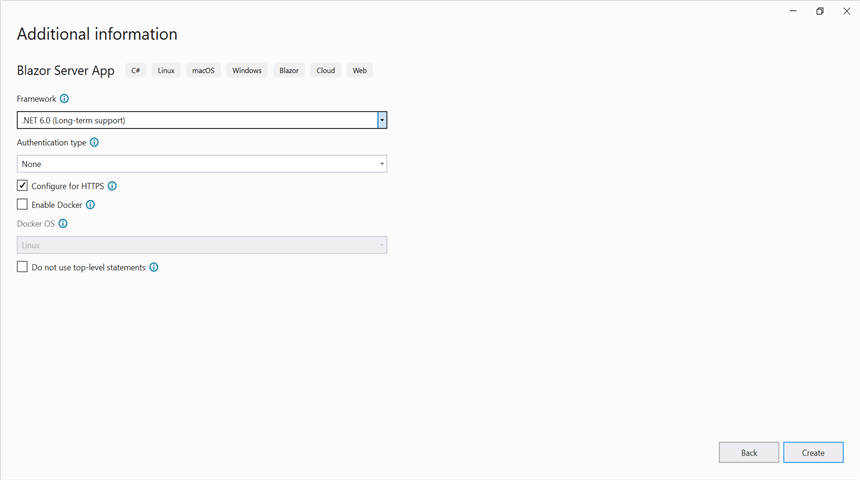 Additional information
Blazor Server App C# Linux macOS Windows Blazor Cloud Web
Framework
.NET 6.0 (Long-term support)
Authentication type
None
Configure for HTTPS
Enable Docker
Docker OS
Linux
Do not use top-level statements
Back Create